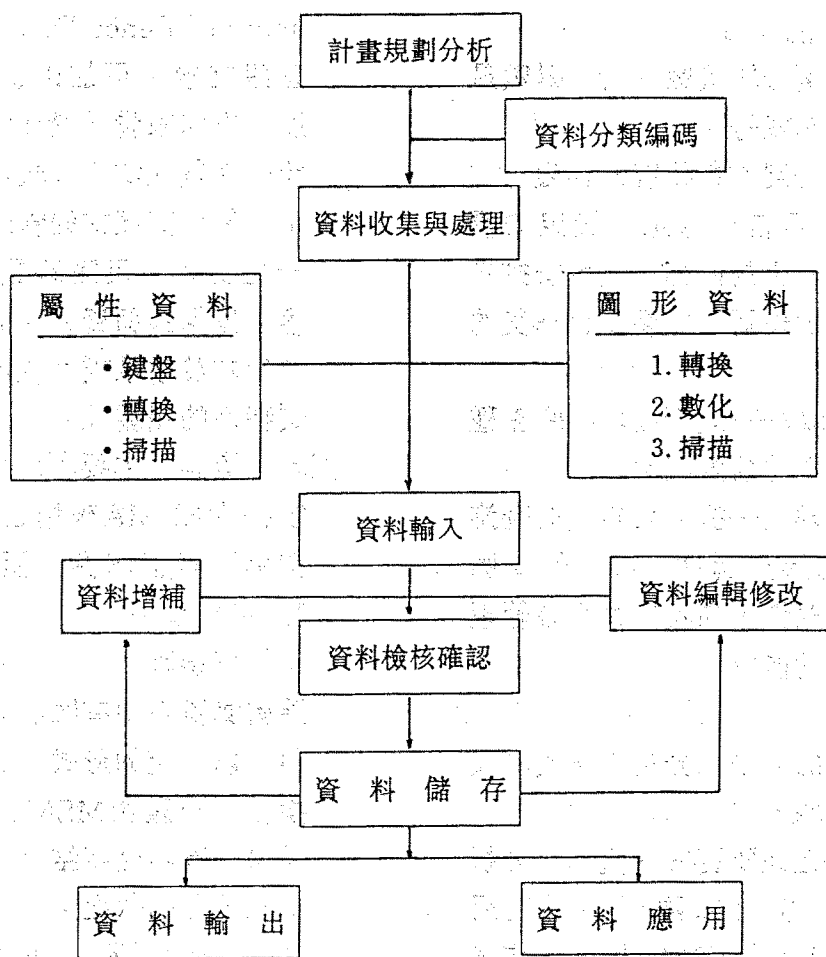 計畫規劃分析
資料分類編碼
資料收集與處理
屬性資料
•鍵盤
•轉換
•掃描
圖形資料
1.轉換
2.數化
3.掃描
資料輸入
資料增補
資料編輯修改
資料檢核確認
資料儲存
資料輸出
資料應用